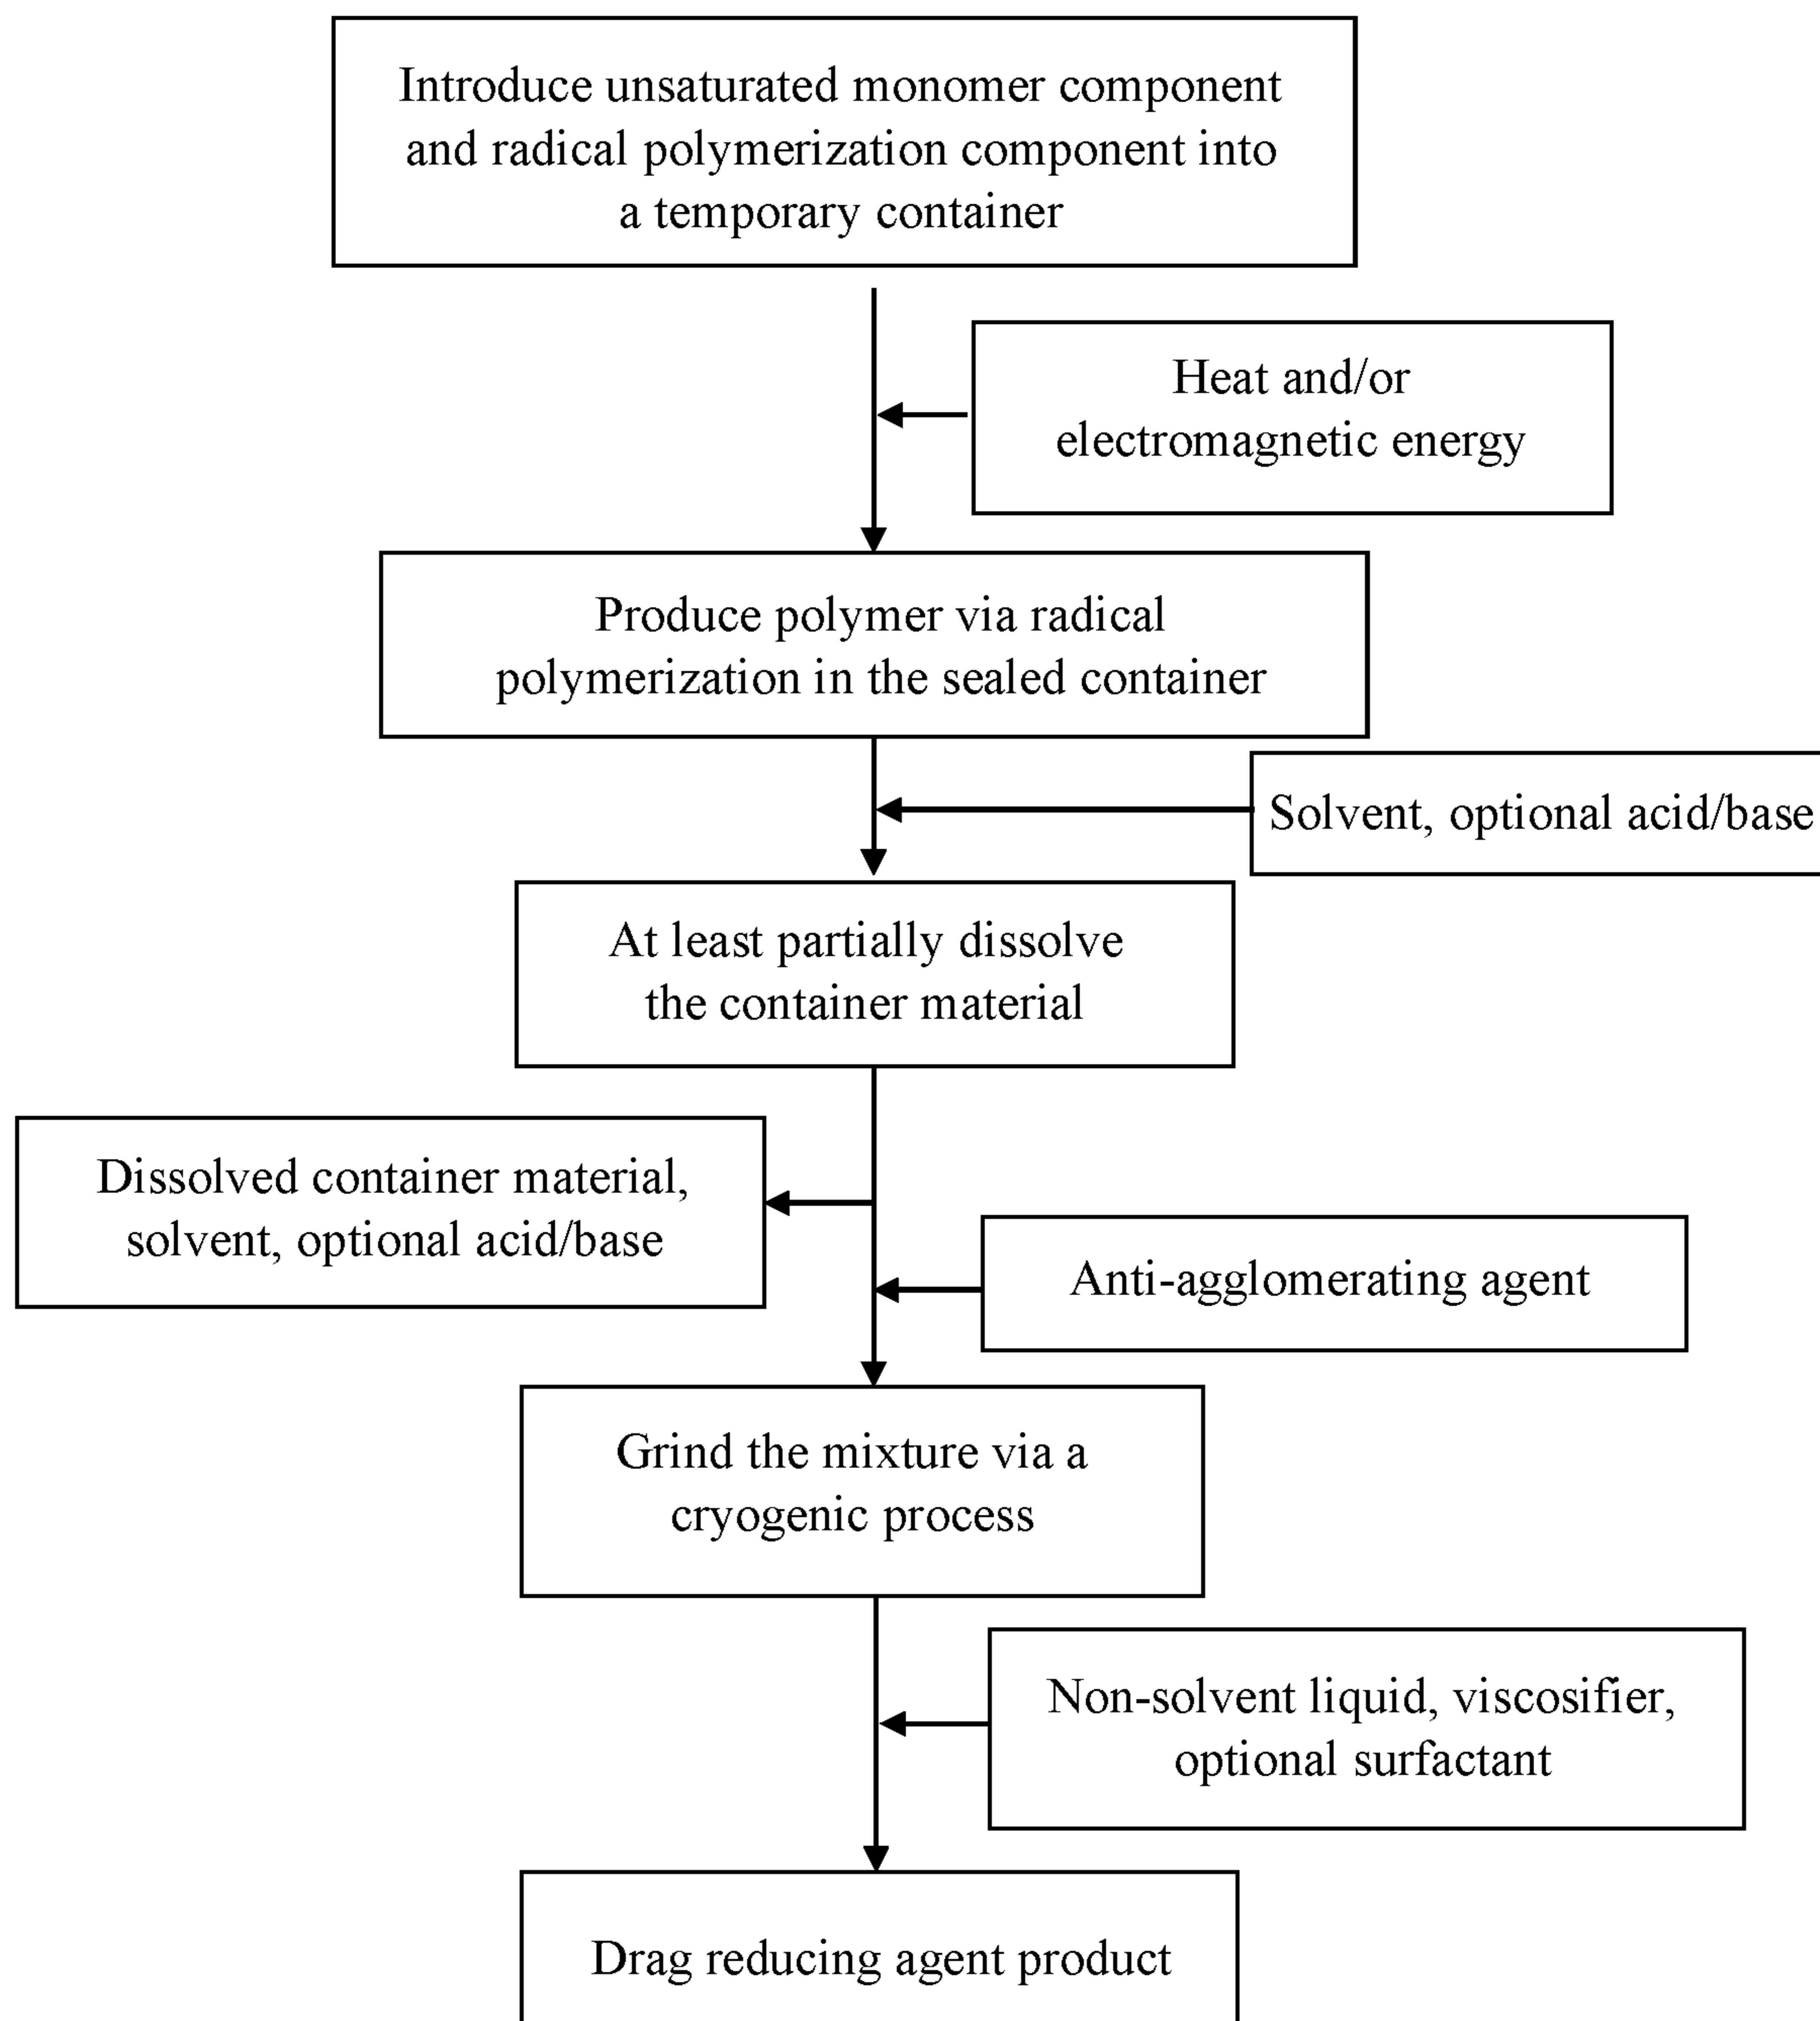 Introduce unsaturated monomer component
and radical polymerization component into
a temporary container
Heat and/or
electromagnetic energy
Produce polymer via radical
polymerization in the sealed container
Solvent, optional acid/base
At least partially dissolve
the container material
Dissolved container material,
solvent, optional acid/base
Anti-agglomerating agent
Grind the mixture via a
cryogenic process
Non-solvent liquid, viscosifier,
optional surfactant
Drag reducing agent product